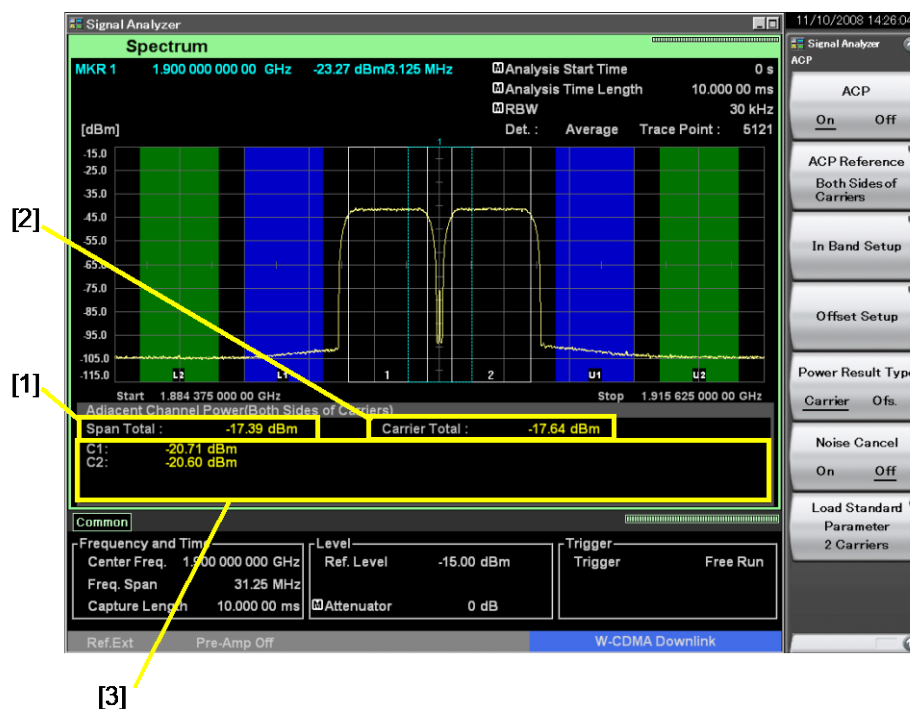 Signal Analyzer
11/10/2008 14:26:04
Spectrum
MKR 1 1.900 000 000 00 GHz -23.27 dBm/3.125 MHz
Analysis Start Time 0 s
Analysis Time Length 10.000 00 ms
RBW 30 kHz
[dBm]
Det. : Average Trace Point : 5121
1
-15.0
-25.0
-35.0
-45.0
-55.0
-65.0
-75.0
-85.0
-95.0
-105.0
-115.0
L2 L1 1 2 U1 U2
Start 1.884 375 000 00 GHz Stop 1.915 625 000 00 GHz
Adjacent Channel Power(Both Sides of Carriers)
Span Total : -17.39 dBm Carrier Total : -17.64 dBm
C1: -20.71 dBm
C2: -20.60 dBm
[2]
[1]
[3]
Common
Frequency and Time
Center Freq. 1.900 000 000 GHz
Freq. Span 31.25 MHz
Capture Length 10.000 00 ms
Level
Ref. Level -15.00 dBm
Attenuator 0 dB
Trigger
Trigger Free Run
Ref.Ext Pre-Amp Off W-CDMA Downlink
Signal Analyzer
ACP
ACP
On Off
ACP Reference
Both Sides of
Carriers
In Band Setup
Offset Setup
Power Result Type
Carrier Ofs.
Noise Cancel
On Off
Load Standard
Parameter
2 Carriers